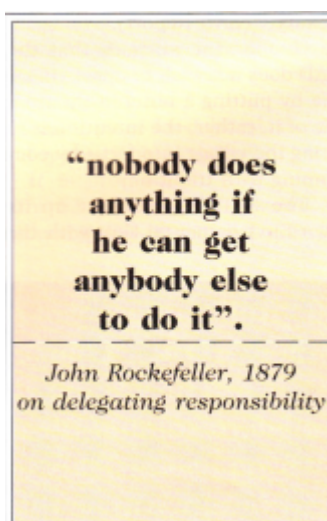 “nobody does
anything if
he can get
anybody else
to do it”.
John Rockefeller, 1879
on delegating responsibility